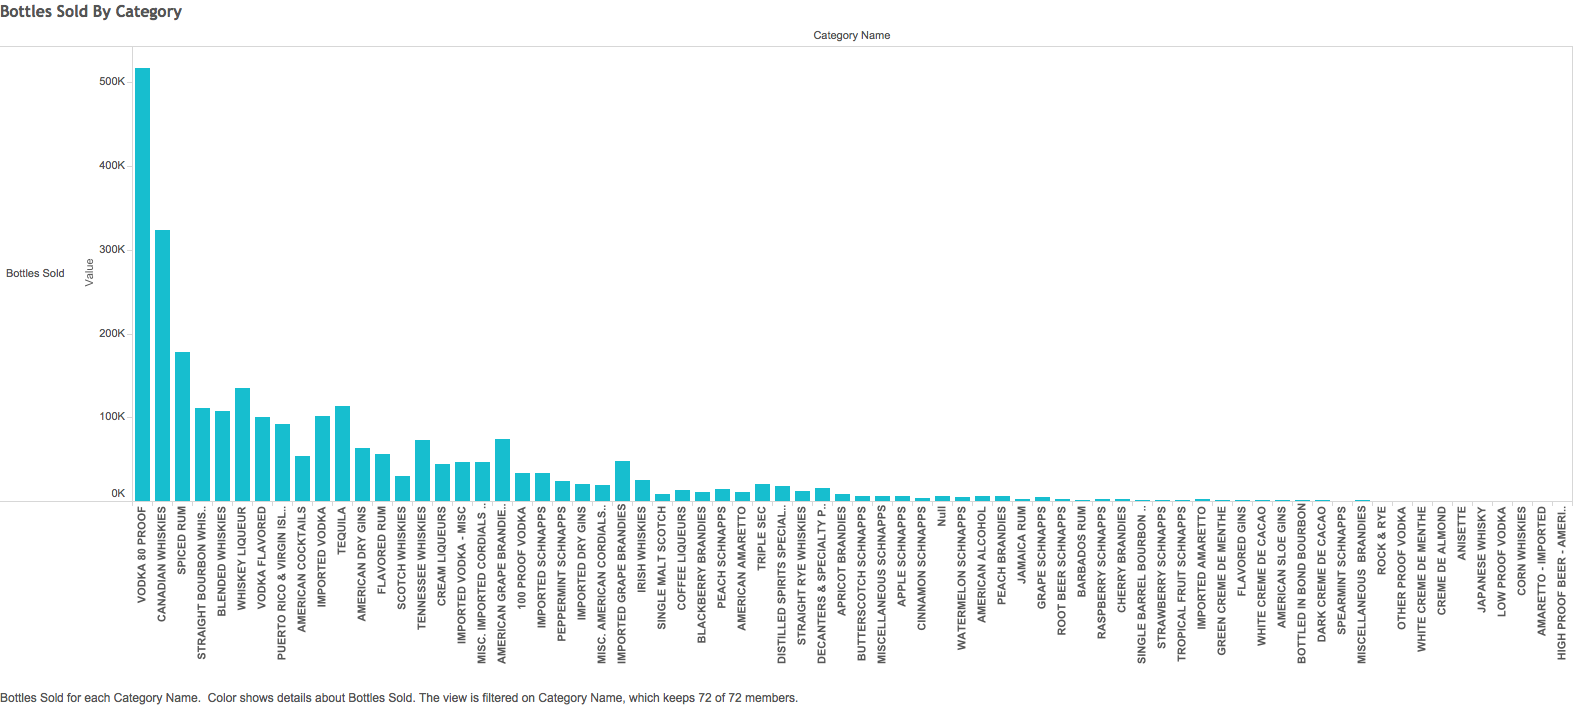 Bottles Sold By Category
Category Name
500K
400K
300K
200K
100K
0K
Bottles Sold
Value
VODKA 80 PROOF
CANADIAN WHISKIES
SPICED RUM
STRAIGHT BOURBON WHIS..
BLENDED WHISKIES
WHISKEY LIQUEUR
VODKA FLAVORED
PUERTO RICO & VIRGIN ISL..
AMERICAN COCKTAILS
IMPORTED VODKA
TEQUILA
AMERICAN DRY GINS
FLAVORED RUM
SCOTCH WHISKIES
TENNESSEE WHISKIES
CREAM LIQUEURS
IMPORTED VODKA - MISC
MISC. IMPORTED CORDIALS ..
AMERICAN GRAPE BRANDIE..
100 PROOF VODKA
IMPORTED SCHNAPPS
PEPPERMINT SCHNAPPS
IMPORTED DRY GINS
MISC. AMERICAN CORDIALS..
IMPORTED GRAPE BRANDIES
IRISH WHISKIES
SINGLE MALT SCOTCH
COFFEE LIQUEURS
BLACKBERRY BRANDIES
PEACH SCHNAPPS
AMERICAN AMARETTO
TRIPLE SEC
DISTILLED SPIRITS SPECIAL..
STRAIGHT RYE WHISKIES
DECANTERS & SPECIALTY P..
APRICOT BRANDIES
BUTTERSCOTCH SCHNAPPS
MISCELLANEOUS SCHNAPPS
APPLE SCHNAPPS
CINNAMON SCHNAPPS
Null
WATERMELON SCHNAPPS
AMERICAN ALCOHOL
PEACH BRANDIES
JAMAICA RUM
GRAPE SCHNAPPS
ROOT BEER SCHNAPPS
BARBADOS RUM
RASPBERRY SCHNAPPS
CHERRY BRANDIES
SINGLE BARREL BOURBON ..
STRAWBERRY SCHNAPPS
TROPICAL FRUIT SCHNAPPS
IMPORTED AMARETTO
GREEN CREME DE MENTHE
FLAVORED GINS
WHITE CREME DE CACAO
AMERICAN SLOE GINS
BOTTLED IN BOND BOURBON
DARK CREME DE CACAO
SPEARMINT SCHNAPPS
MISCELLANEOUS  BRANDIES
ROCK & RYE
OTHER PROOF VODKA
WHITE CREME DE MENTHE
CREME DE ALMOND
ANISETTE
JAPANESE WHISKY
LOW PROOF VODKA
CORN WHISKIES
AMARETTO - IMPORTED
HIGH PROOF BEER - AMERI..
Bottles Sold for each Category Name.  Color shows details about Bottles Sold. The view is filtered on Category Name, which keeps 72 of 72 members.